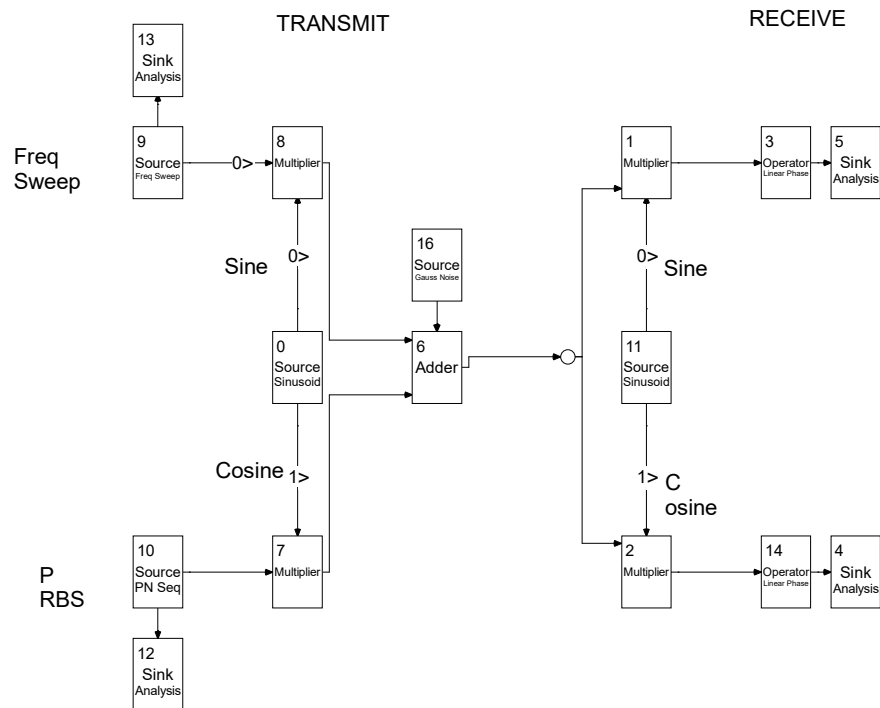 TRANSMIT
RECEIVE
13
Sink
Analysis
Freq
Sweep
9
Source
Freq Sweep
0>
8
Multiplier
1
Multiplier
3
Operator
Linear Phase
5
Sink
Analysis
Sine
0>
16
Source
Gauss Noise
0>
Sine
0
Source
Sinusoid
6
Adder
11
Source
Sinusoid
Cosine
1>
1>
C
osine
P
RBS
10
Source
PN Seq
7
Multiplier
2
Multiplier
14
Operator
Linear Phase
4
Sink
Analysis
12
Sink
Analysis